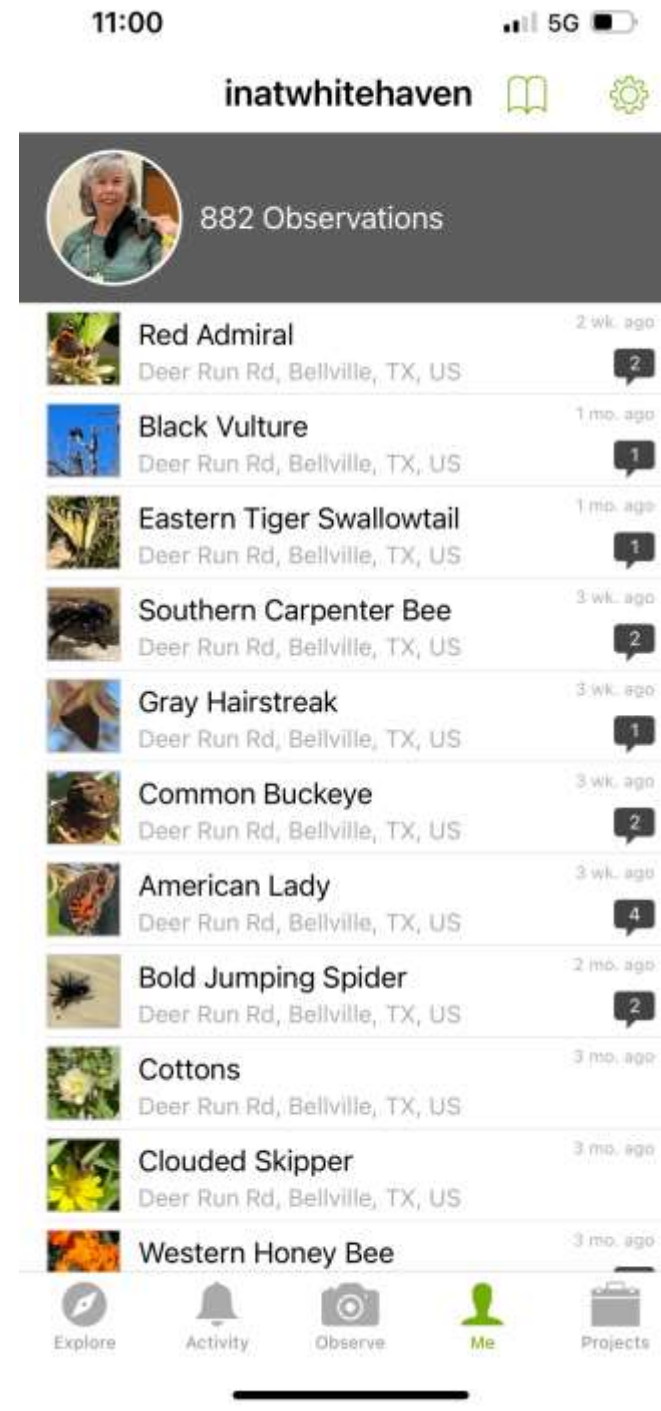 11:00
5G
inatwhitehaven
882 Observations
Red Admiral
2 wk. ago
Deer Run Rd, Bellville, TX, US
2
Black Vulture
1 mo. ago
Deer Run Rd, Bellville, TX, US
1
Eastern Tiger Swallowtail
1 mo. ago
Deer Run Rd, Bellville, TX, US
1
Southern Carpenter Bee
3 wk. ago
Deer Run Rd, Bellville, TX, US
2
Gray Hairstreak
3 wk. ago
Deer Run Rd, Bellville, TX, US
1
Common Buckeye
3 wk. ago
Deer Run Rd, Bellville, TX, US
2
American Lady
3 wk. ago
Deer Run Rd, Bellville, TX, US
4
Bold Jumping Spider
2 mo. ago
Deer Run Rd, Bellville, TX, US
2
Cottons
3 mo. ago
Deer Run Rd, Bellville, TX, US
Clouded Skipper
3 mo. ago
Deer Run Rd, Bellville, TX, US
Western Honey Bee
3 mo. ago
Explore Activity Observe Me Projects